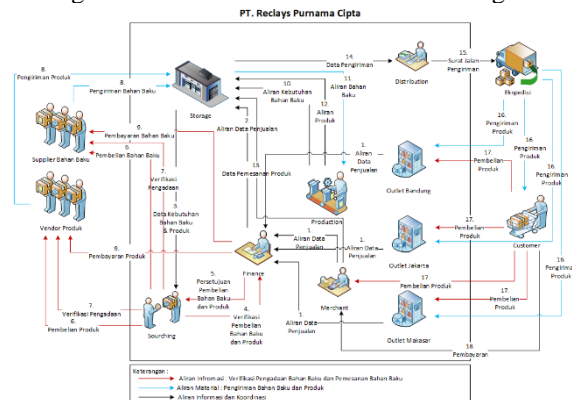 PT. Reclays Purnama Cipta
8.
Pengiriman Produk
8.
Pengiriman Bahan Baku
14.
Data Pengiriman
15.
Surat Jalan
Pengiriman
Distribution
Ekspedisi
Storage
10.
Aliran Kebutuhan
Bahan Baku
11.
Aliran Bahan
Baku
12.
Aliran
Produk
2.
Aliran Data Penjualan
9.
Pembayaran Bahan Baku
6.
Pembelian Bahan Baku
Supplier Bahan Baku
7.
Verifikasi
Pengadaan
Data Pemesanan Produk
1.
Aliran
Data
Penjualan
16.
Pengiriman
Produk
16.
Pengiriman
Produk
16
Pengiriman
Produk
17.
Pembelian
Produk
Outlet Bandung
Production
3
Data Kebutuhan
Bahan Baku
& Produk
Vendor Produk
9.
Pembayaran Produk
1.
Aliran Data
Penjualan
1.
Aliran Data
Penjualan
17.
Pembelian
Produk
Outlet Jakarta
Customer
Finance
Merchant
17
Pembelian Produk
17.
Pembelian
Produk
16.
Pengiriman
Produk
5.
Persetujuan
Pembelian
Bahan Baku
dan Produk
4.
Verifikasi
Pembelian
Bahan Baku
dan Produk
7.
Verifikasi Pengadaan
6.
Pembelian Produk
Sourching
1
Aliran Data
Penjualan
Outlet Makasar
18
Pembayaran
Keterangan :
Aliran Infromasi : Verifikasi Pengadaan Bahan Baku dan Pemesanan Bahan Baku
Aliran Material : Pengiriman Bahan Baku dan Produk
Aliran Informasi dan Koordinasi